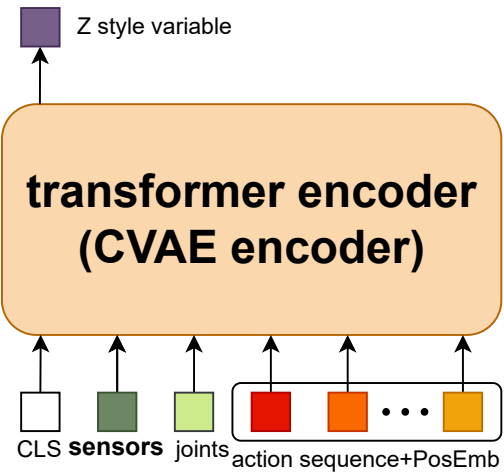 Z style variable
transformer encoder
(CVAE encoder)
CLS sensors joints
action sequence+PosEmb